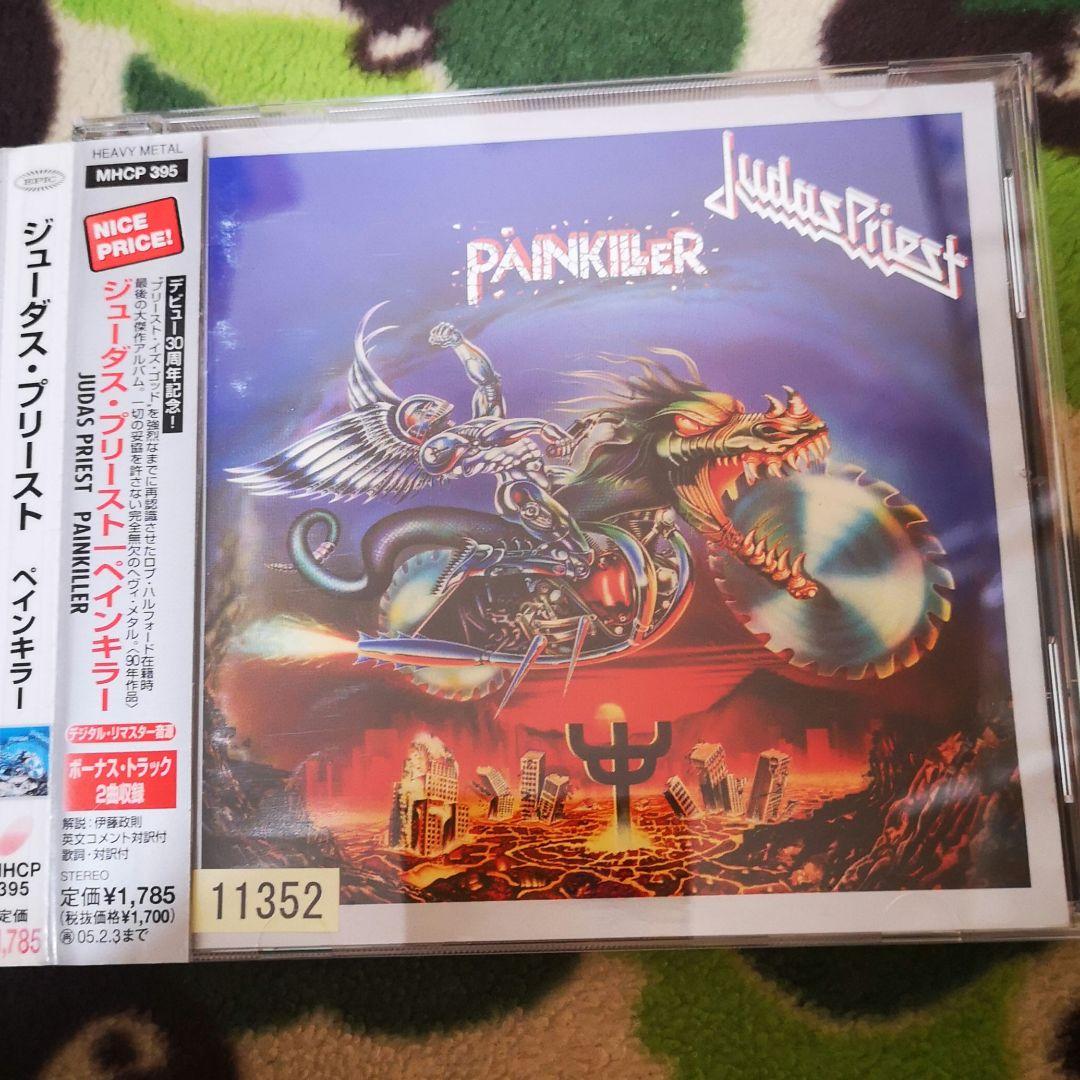 EPIC
ジューダス・プリースト ペインキラー
MHCP
395
定価
1,785
HEAVY METAL
MHCP 395
NICE
PRICE!
デビュー30周年記念!
"プリースト・イズ・ゴッド"を強烈なまでに再認識させたロブ・ハルフォード在籍時
最後の大傑作アルバム。一切の妥協を許さない完全無欠のヘヴィ・メタル。〈90年作品〉
ジューダス・プリースト|ペインキラー
JUDAS PRIEST PAINKILLER
デジタル・リマスター音源
ボーナス・トラック
2曲収録
解説:伊藤政則
英文コメント対訳付
歌詞・対訳付
STEREO
定価¥1,785
(税抜価格¥1,700)
再 05.2.3まで
Judas Priest
PAINKILLER
11352